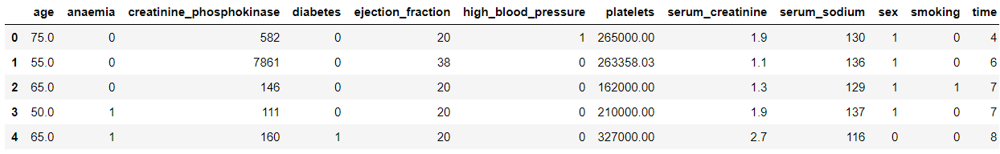 age anaemia creatinine_phosphokinase diabetes ejection_fraction high_blood_pressure platelets serum_creatinine serum_sodium sex smoking time
0 75.0 0 582 0 20 1 265000.00 1.9 130 1 0 4
1 55.0 0 7861 0 38 0 263358.03 1.1 136 1 0 6
2 65.0 0 146 0 20 0 162000.00 1.3 129 1 1 7
3 50.0 1 111 0 20 0 210000.00 1.9 137 1 0 7
4 65.0 1 160 1 20 0 327000.00 2.7 116 0 0 8